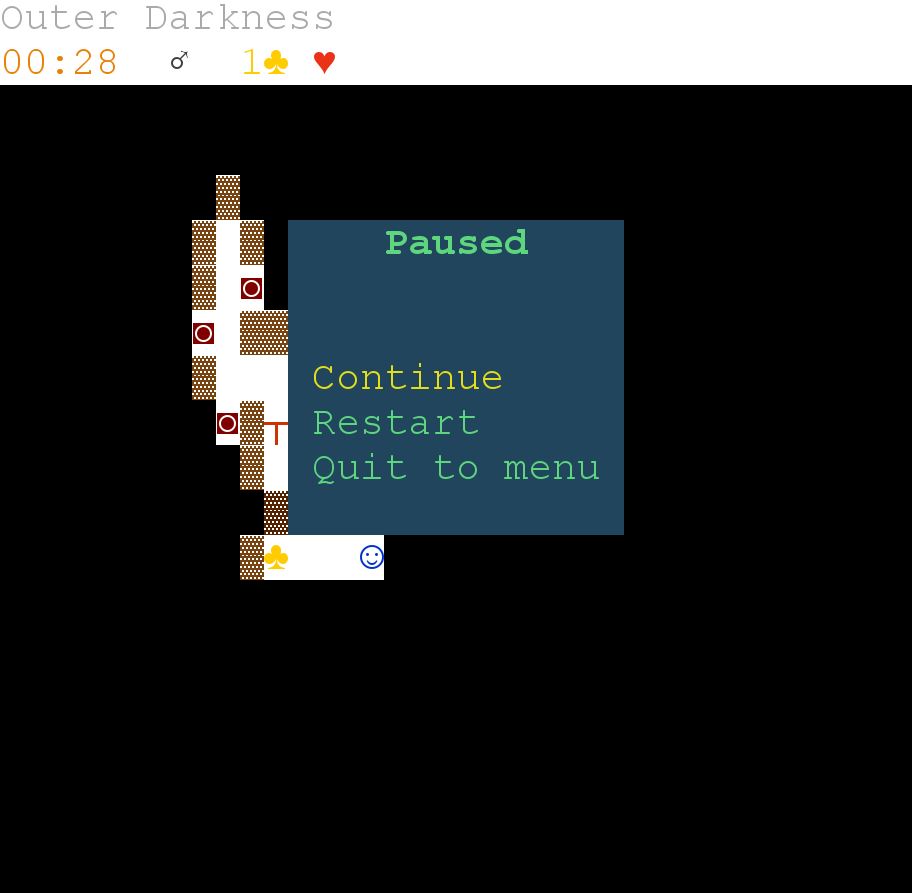 Outer Darkness
00:28 ♂ 1♣ ♥
Paused
Continue
Restart
Quit to menu